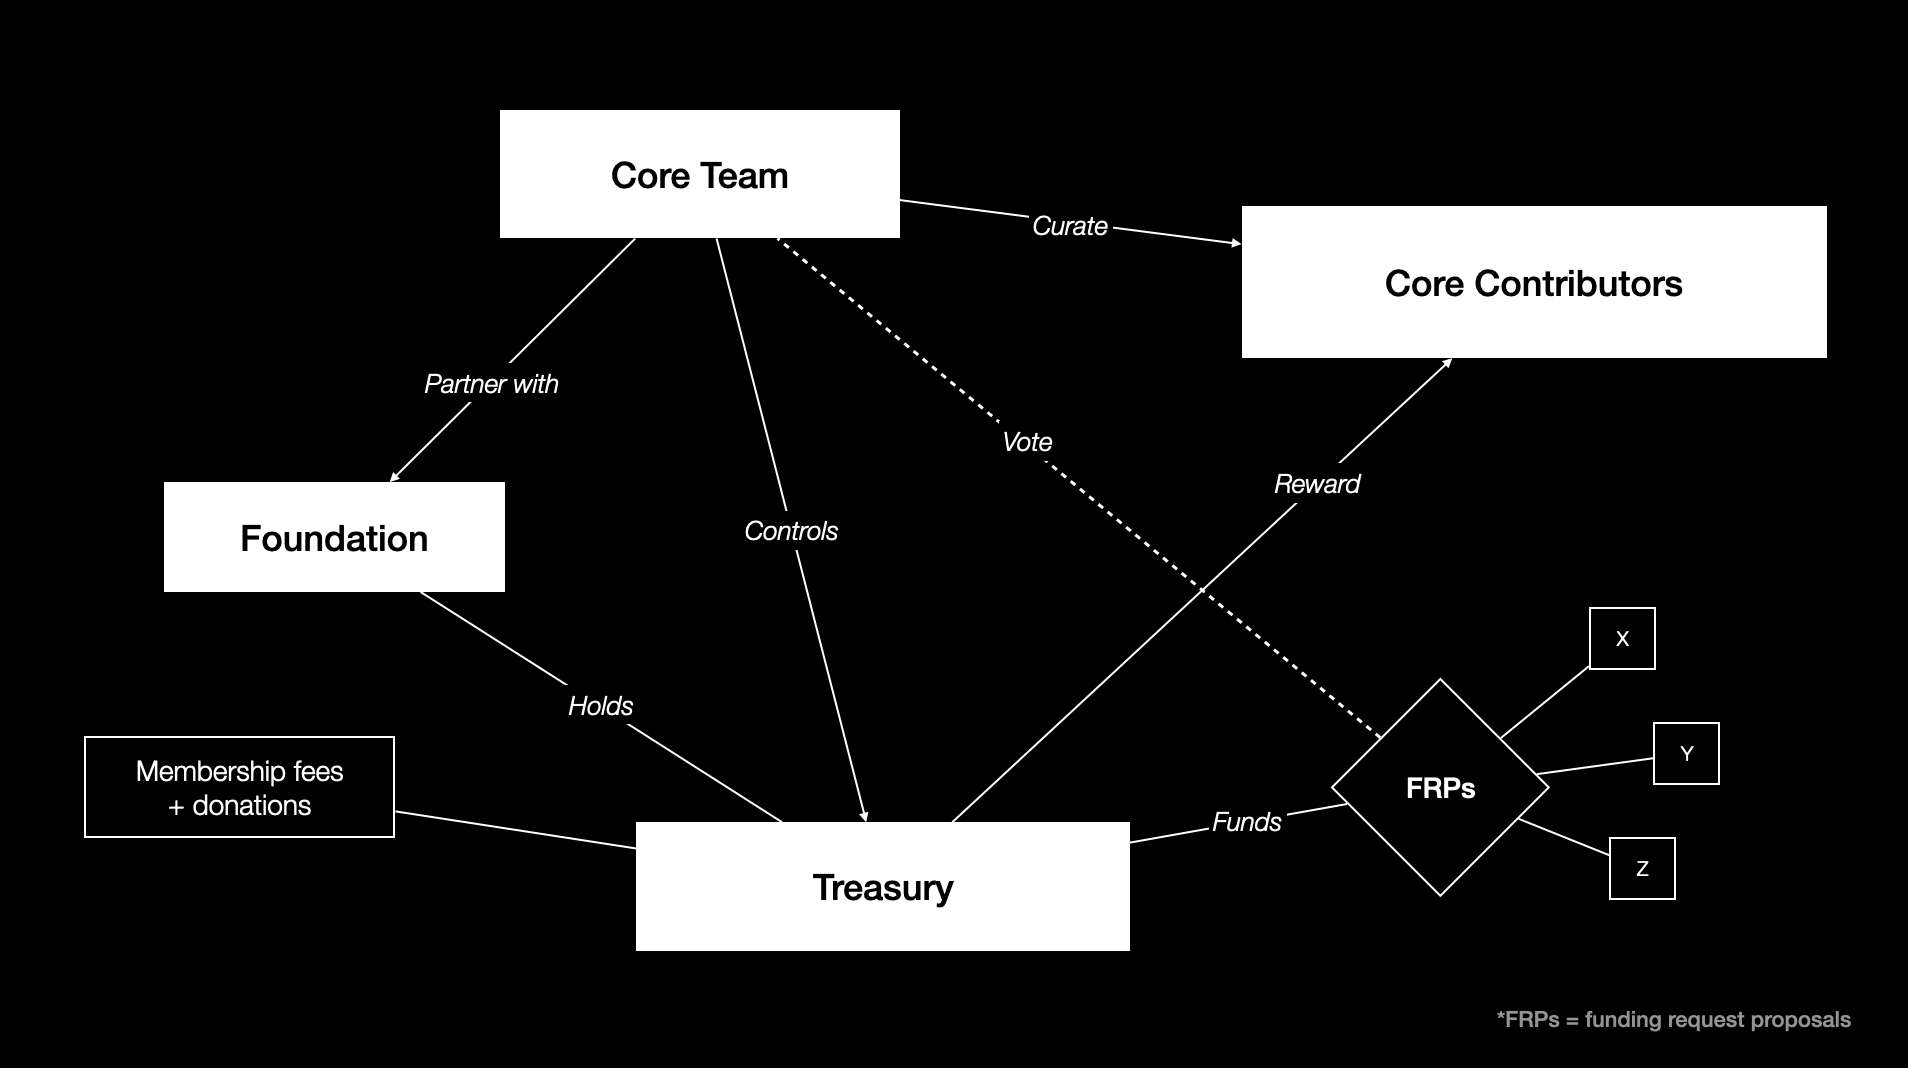 Core Team
Curate
Core Contributors
Partner with
Vote
Reward
Controls
Foundation
Holds
X
Y
Z
Membership fees
+ donations
FRPs
Funds
Treasury
*FRPs = funding request proposals